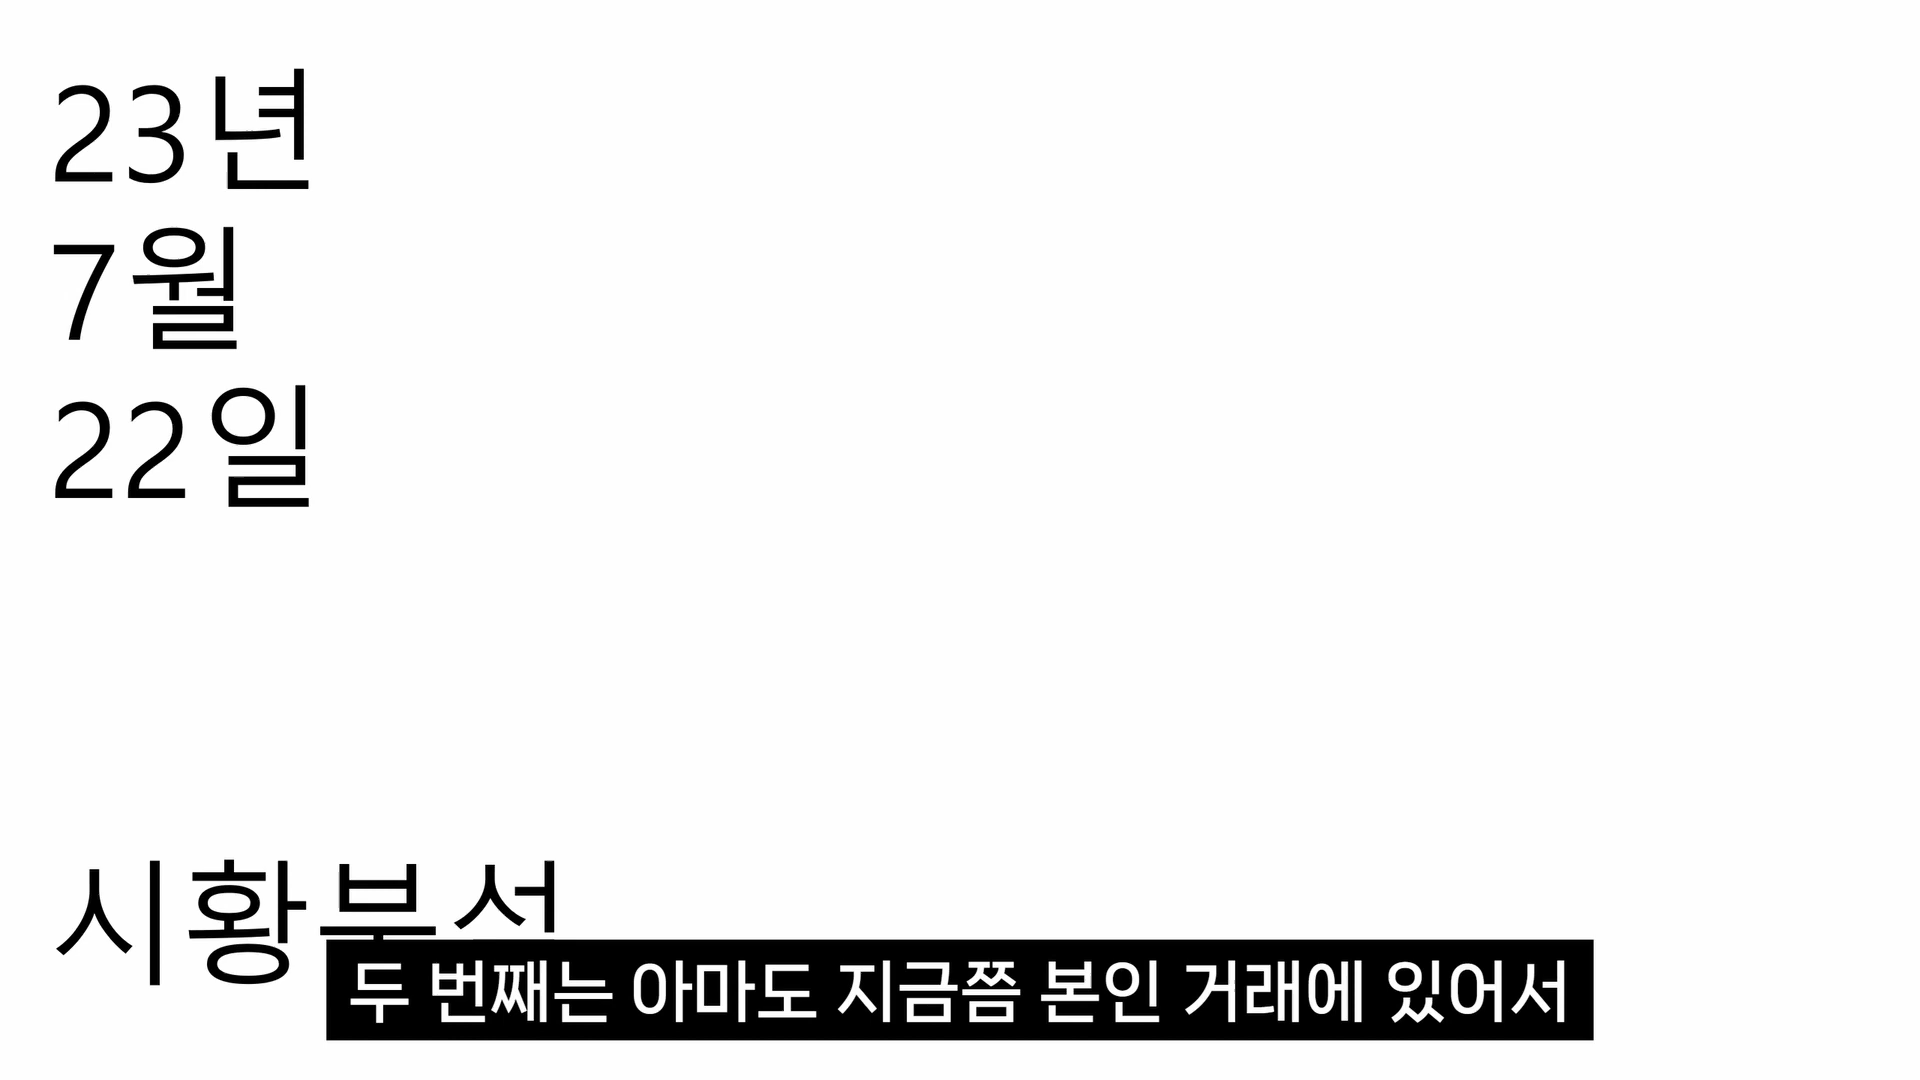 23년
7월
22일
시황분석
두 번째는 아마도 지금쯤 본인 거래에 있어서